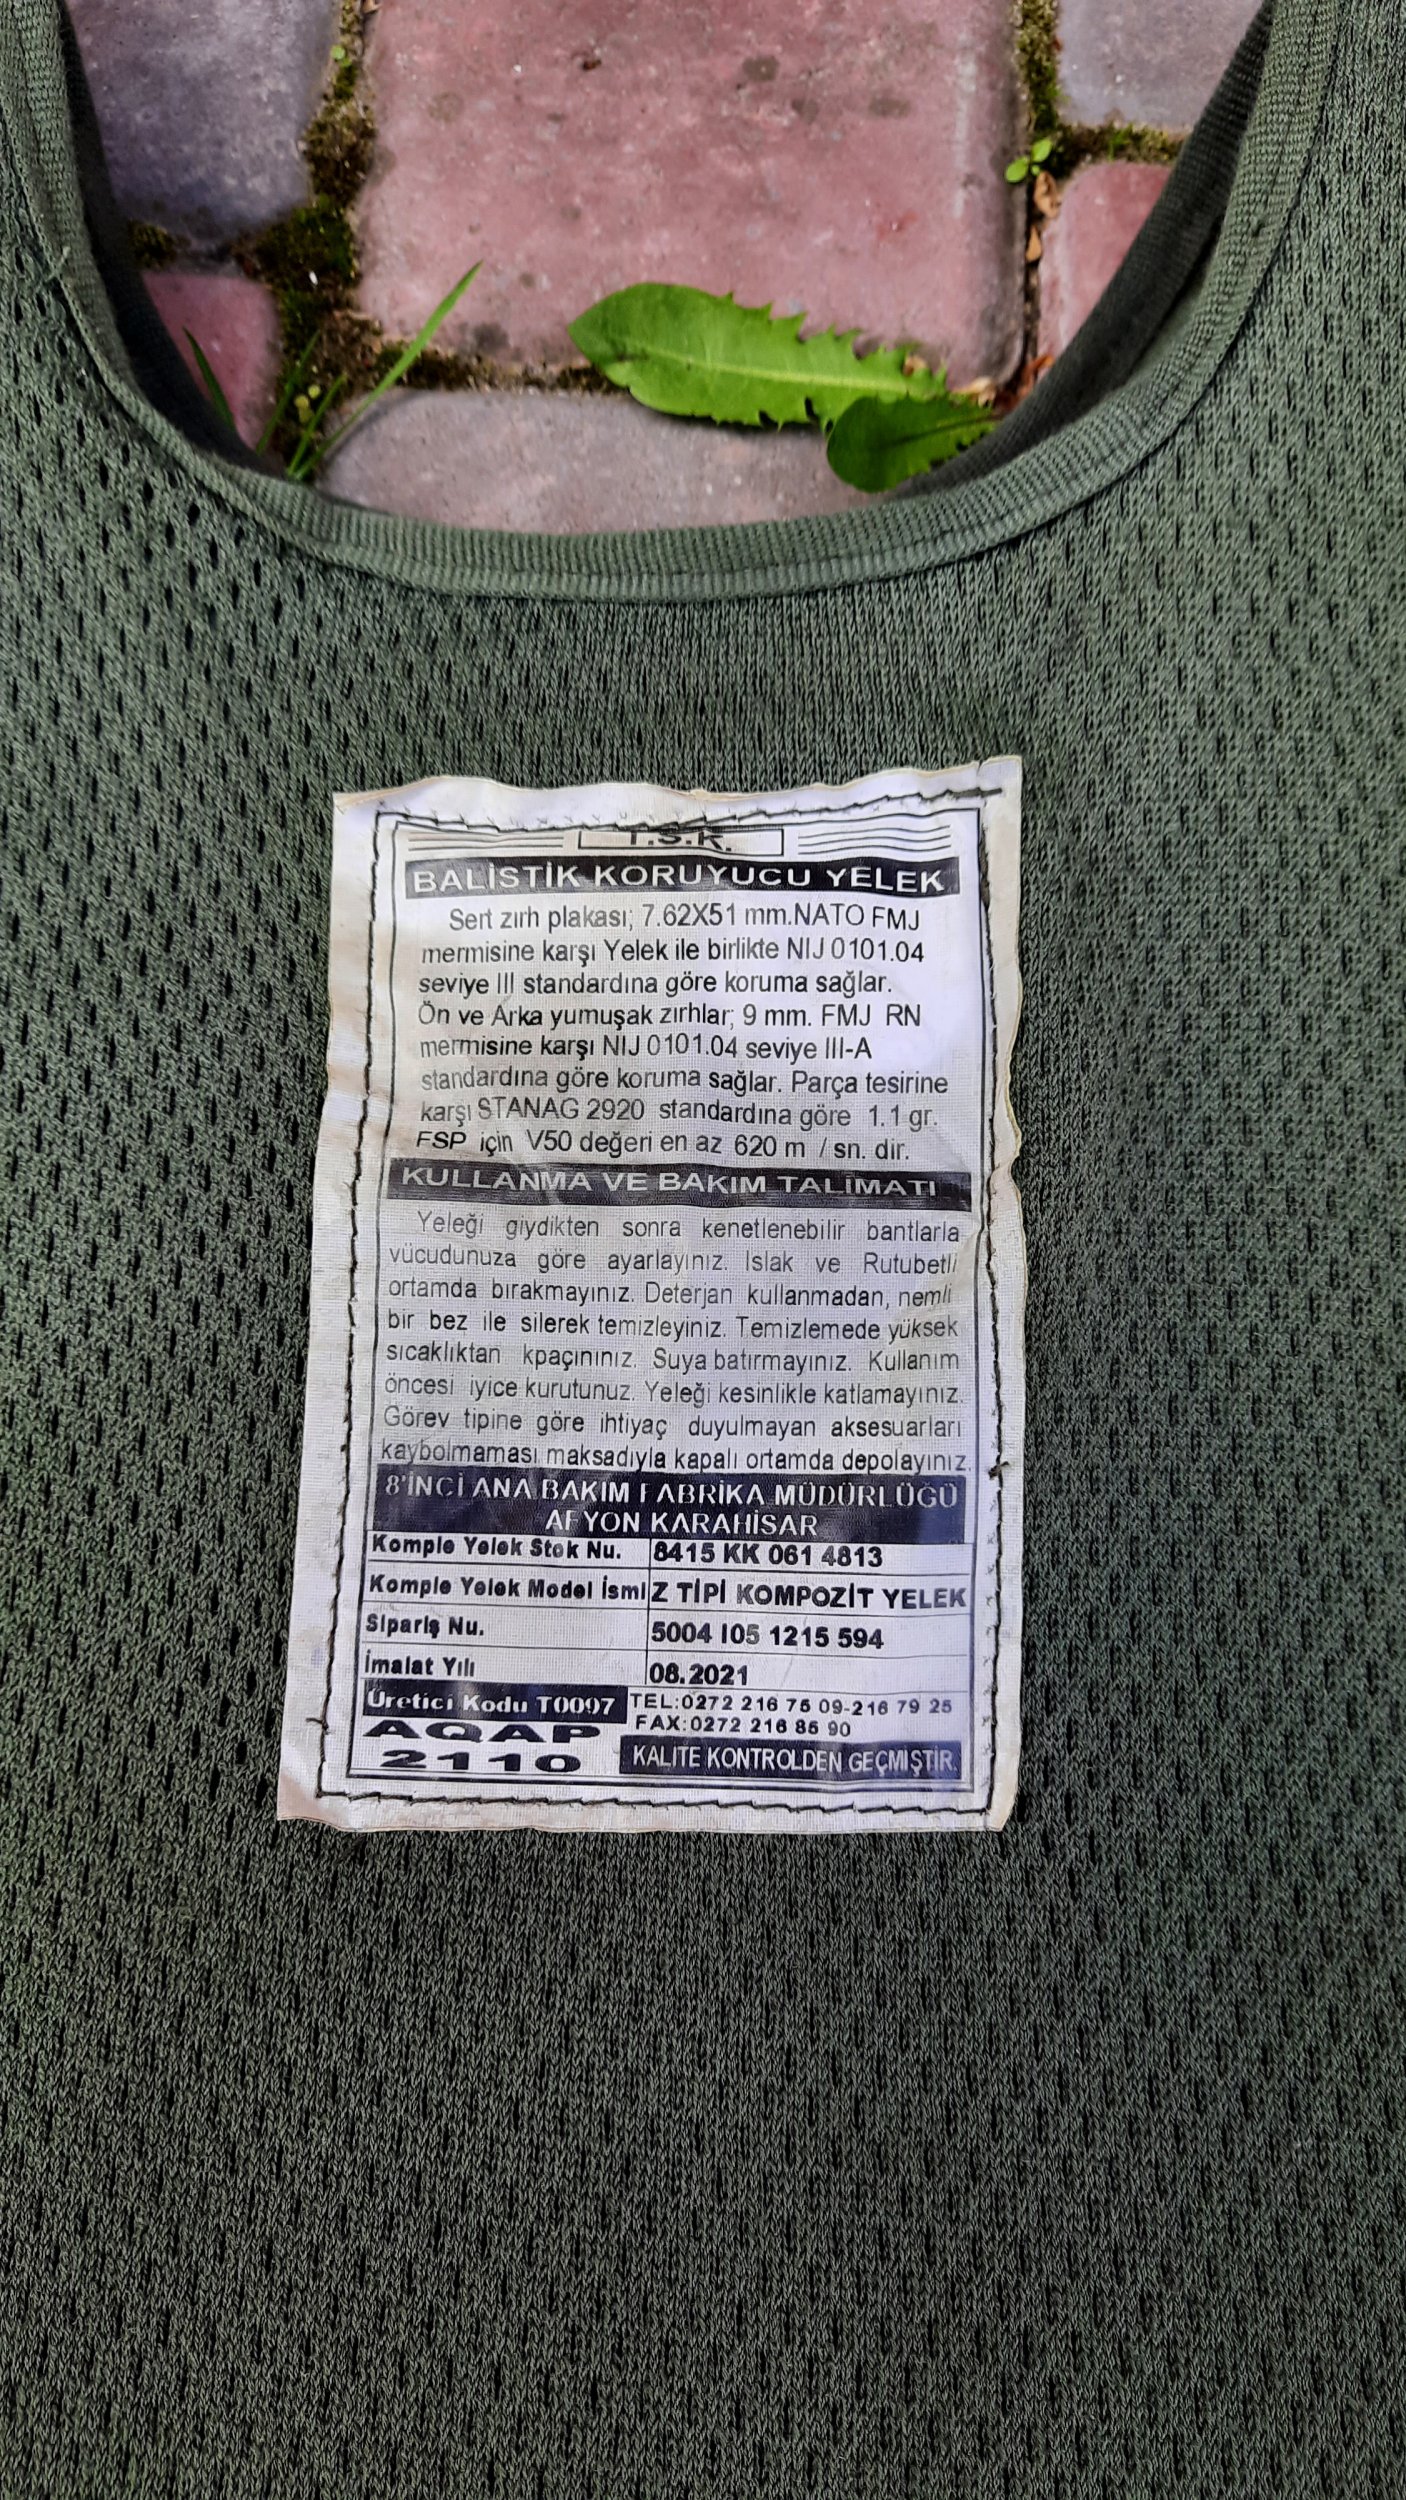 T.S.K.
BALİSTİK KORUYUCU YELEK
Sert zırh plakası; 7.62X51 mm.NATO FMJ
mermisine karşı Yelek ile birlikte NIJ 0101.04
seviye III standardına göre koruma sağlar.
Ön ve Arka yumuşak zırhlar; 9 mm. FMJ RN
mermisine karşı NIJ 0101.04 seviye III-A
standardına göre koruma sağlar. Parça tesirine
karşı STANAG 2920 standardına göre 1.1 gr.
FSP için V50 değeri en az 620 m / sn. dir.
KULLANMA VE BAKIM TALİMATI
Yeleği giydikten sonra kenetlenebilir bantlarla
vücudunuza göre ayarlayınız. Islak ve Rutubetli
ortamda bırakmayınız. Deterjan kullanmadan, nemli
bir bez ile silerek temizleyiniz. Temizlemede yüksek
sıcaklıktan kpaçınınız. Suya batırmayınız. Kullanım
öncesi iyice kurutunuz. Yeleği kesinlikle katlamayınız.
Görev tipine göre ihtiyaç duyulmayan aksesuarları
kaybolmaması maksadıyla kapalı ortamda depolayınız.
8'İNCİ ANA BAKIM FABRİKA MÜDÜRLÜĞÜ
AFYON KARAHİSAR
Komple Yelek Stok Nu. 8415 KK 061 4813
Komple Yelek Model İsmi Z TİPİ KOMPOZİT YELEK
Sipariş Nu. 5004 I05 1215 594
İmalat Yılı 08.2021
Üretici Kodu T0097 TEL:0272 216 75 09-216 79 25
FAX:0272 216 85 90
AQAP
2110 KALİTE KONTROLDEN GEÇMİŞTİR.